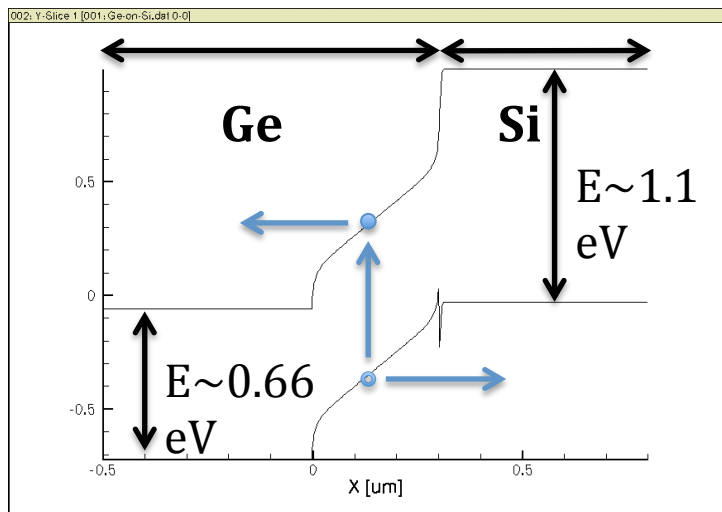 002: Y-Slice 1 [001: Ge-on-Si.dat 0-0]
Ge
Si
0.5
E~1.1
eV
0
E~0.66
eV
-0.5
-0.5
0
0.5
X [um]